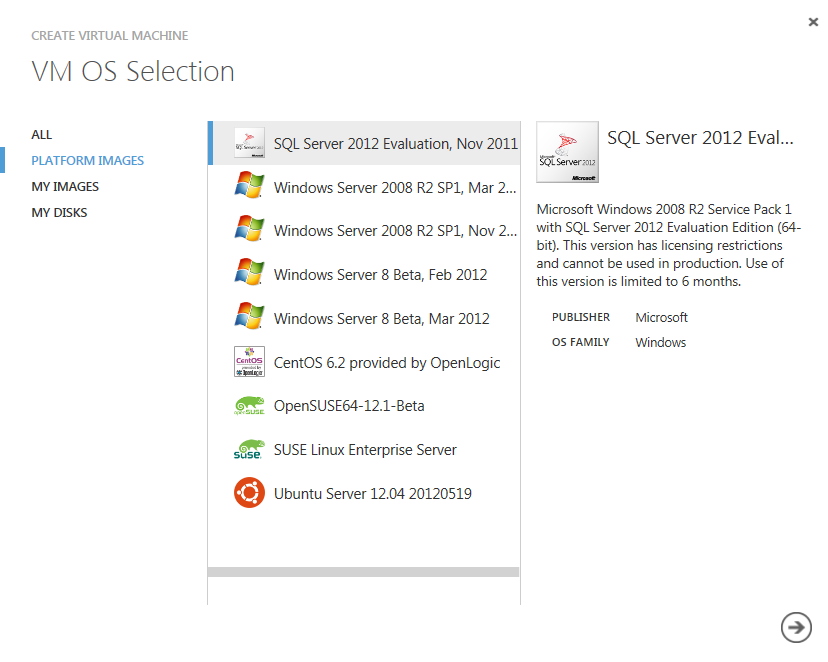 CREATE VIRTUAL MACHINE
VM OS Selection
ALL
PLATFORM IMAGES
MY IMAGES
MY DISKS
SQL Server 2012 Evaluation, Nov 2011
Windows Server 2008 R2 SP1, Mar 2...
Windows Server 2008 R2 SP1, Nov 2...
Windows Server 8 Beta, Feb 2012
Windows Server 8 Beta, Mar 2012
CentOS
CentOS 6.2 provided by OpenLogic
openSUSE
OpenSUSE64-12.1-Beta
suse
SUSE Linux Enterprise Server
Ubuntu Server 12.04 20120519
Microsoft
SQL Server 2012
Microsoft
SQL Server 2012 Eval...
Microsoft Windows 2008 R2 Service Pack 1
with SQL Server 2012 Evaluation Edition (64-
bit). This version has licensing restrictions
and cannot be used in production. Use of
this version is limited to 6 months.
PUBLISHER Microsoft
OS FAMILY Windows